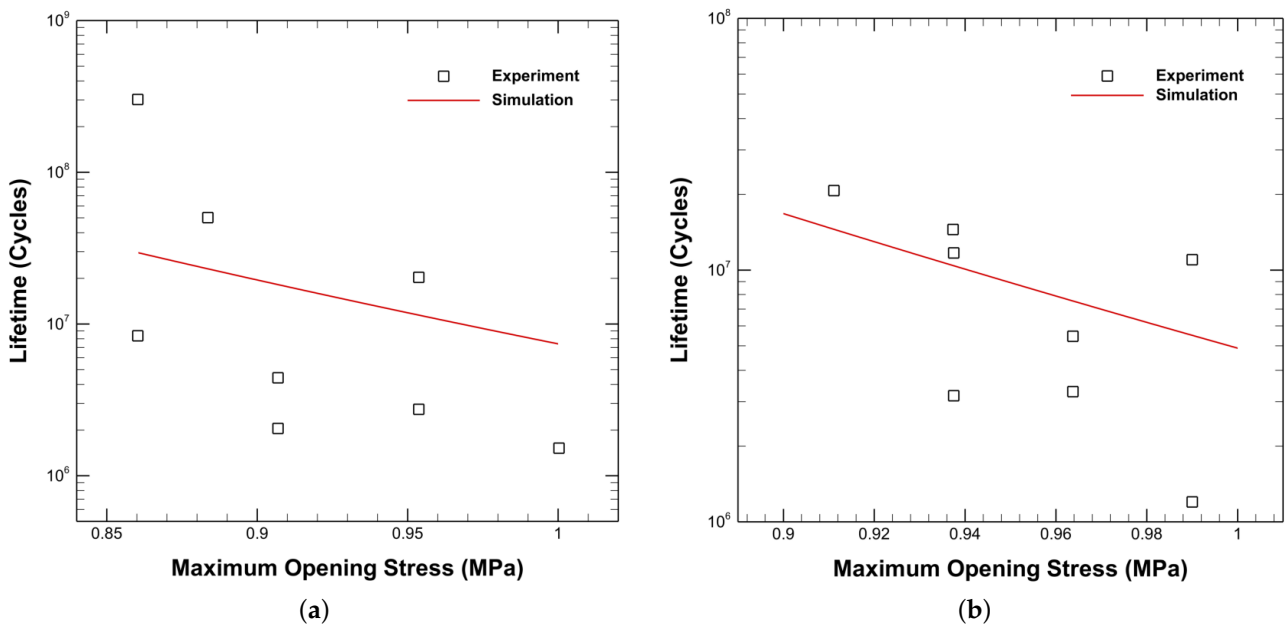 10⁹
10⁸
10⁷
10⁶
Lifetime (Cycles)
Experiment
Simulation
0.85
0.9
0.95
1
Maximum Opening Stress (MPa)
(a)
10⁸
10⁷
10⁶
Lifetime (Cycles)
Experiment
Simulation
0.9
0.92
0.94
0.96
0.98
1
Maximum Opening Stress (MPa)
(b)